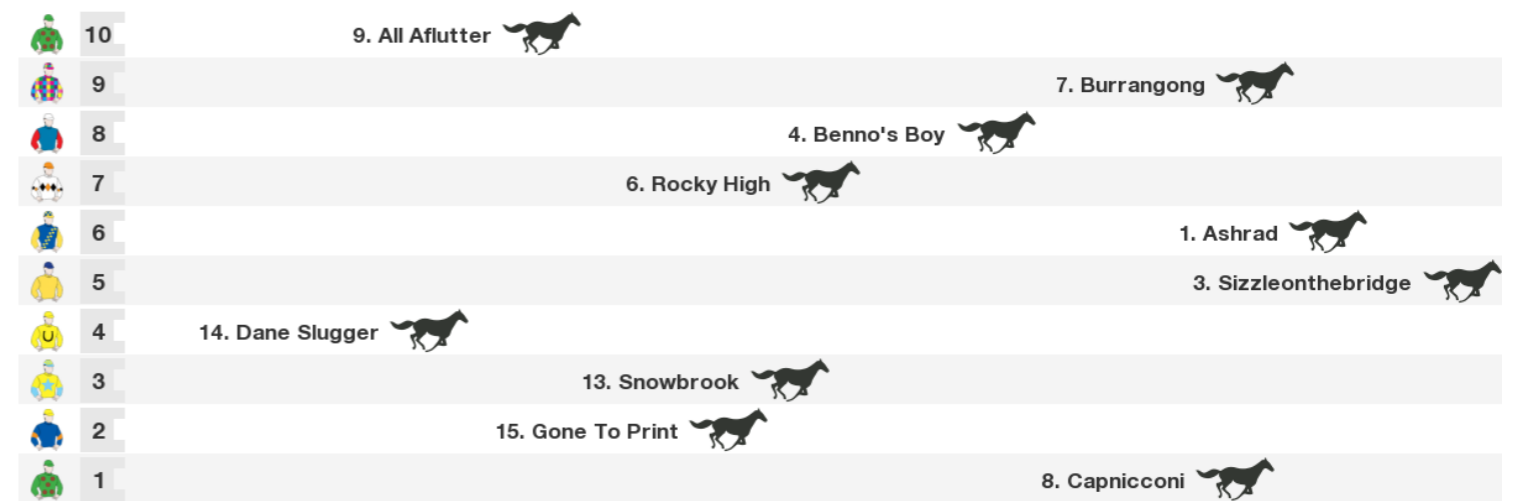 10 9. All Aflutter
9 7. Burrangong
8 4. Benno's Boy
7 6. Rocky High
6 1. Ashrad
5 3. Sizzleonthebridge
4 14. Dane Slugger
3 13. Snowbrook
2 15. Gone To Print
1 8. Capnicconi